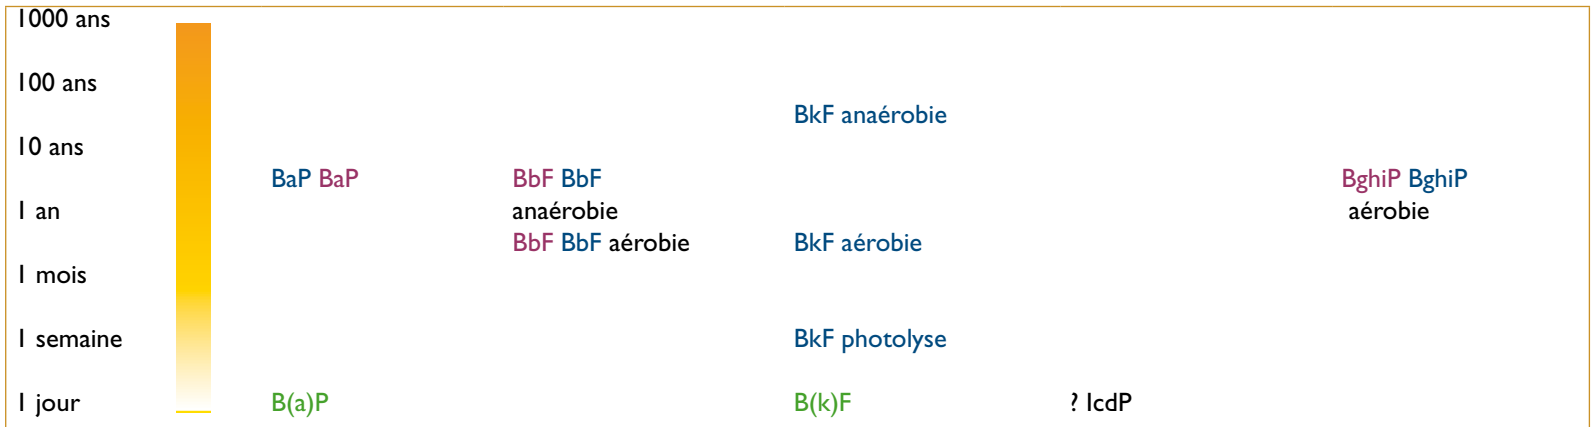 1000 ans
100 ans
BkF anaérobie
10 ans
BaP BaP BbF BbF BghiP BghiP
1 an anaérobie aérobie
BbF BbF aérobie BkF aérobie
1 mois
1 semaine BkF photolyse
1 jour B(a)P B(k)F ? IcdP